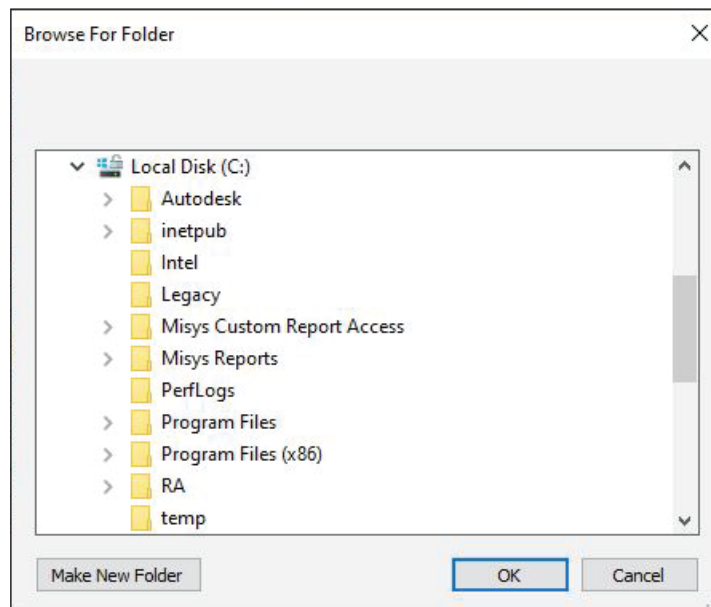 Browse For Folder
Local Disk (C:)
Autodesk
inetpub
Intel
Legacy
Misys Custom Report Access
Misys Reports
PerfLogs
Program Files
Program Files (x86)
RA
temp
Make New Folder OK Cancel